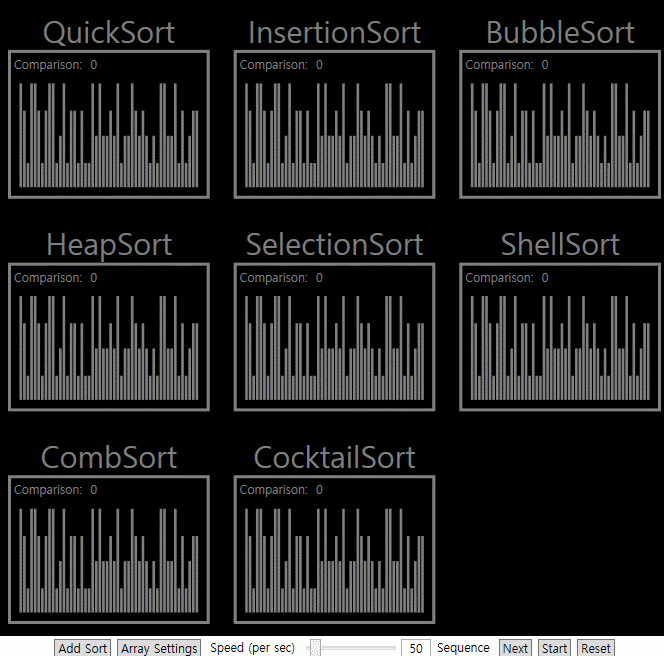 QuickSort InsertionSort BubbleSort
Comparison: 0 Comparison: 0 Comparison: 0
HeapSort SelectionSort ShellSort
Comparison: 0 Comparison: 0 Comparison: 0
CombSort CocktailSort
Comparison: 0 Comparison: 0
Add Sort Array Settings Speed (per sec) 50 Sequence Next Start Reset